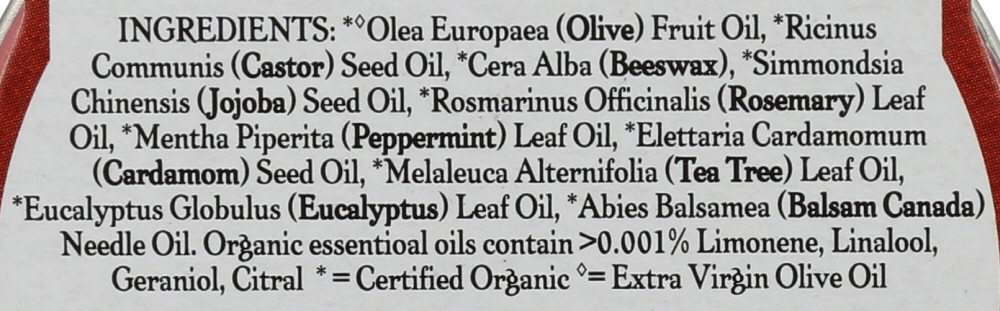 INGREDIENTS: *◊Olea Europaea (Olive) Fruit Oil, *Ricinus
Communis (Castor) Seed Oil, *Cera Alba (Beeswax), *Simmondsia
Chinensis (Jojoba) Seed Oil, *Rosmarinus Officinalis (Rosemary) Leaf
Oil, *Mentha Piperita (Peppermint) Leaf Oil, *Elettaria Cardamomum
(Cardamom) Seed Oil, *Melaleuca Alternifolia (Tea Tree) Leaf Oil,
*Eucalyptus Globulus (Eucalyptus) Leaf Oil, *Abies Balsamea (Balsam Canada)
Needle Oil. Organic essentioal oils contain >0.001% Limonene, Linalool,
Geraniol, Citral * = Certified Organic ◊= Extra Virgin Olive Oil